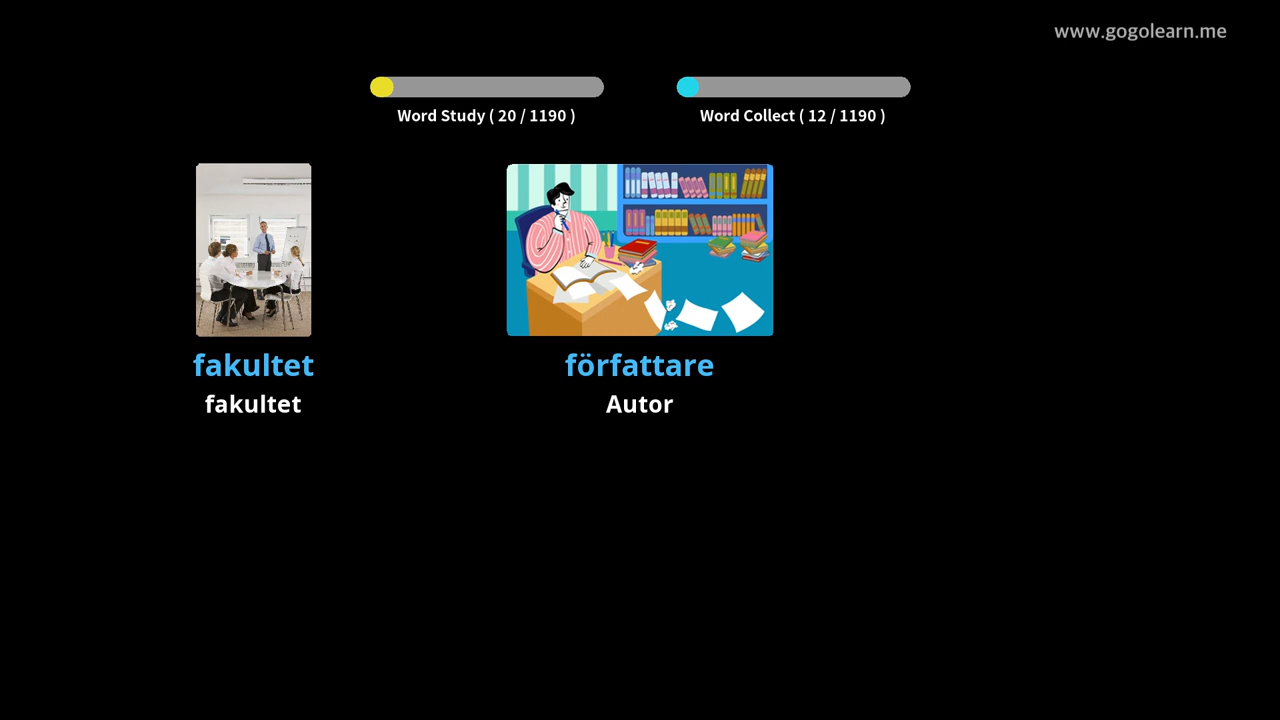 www.gogolearn.me
Word Study ( 20 / 1190 )
Word Collect ( 12 / 1190 )
fakultet
fakultet
författare
Autor